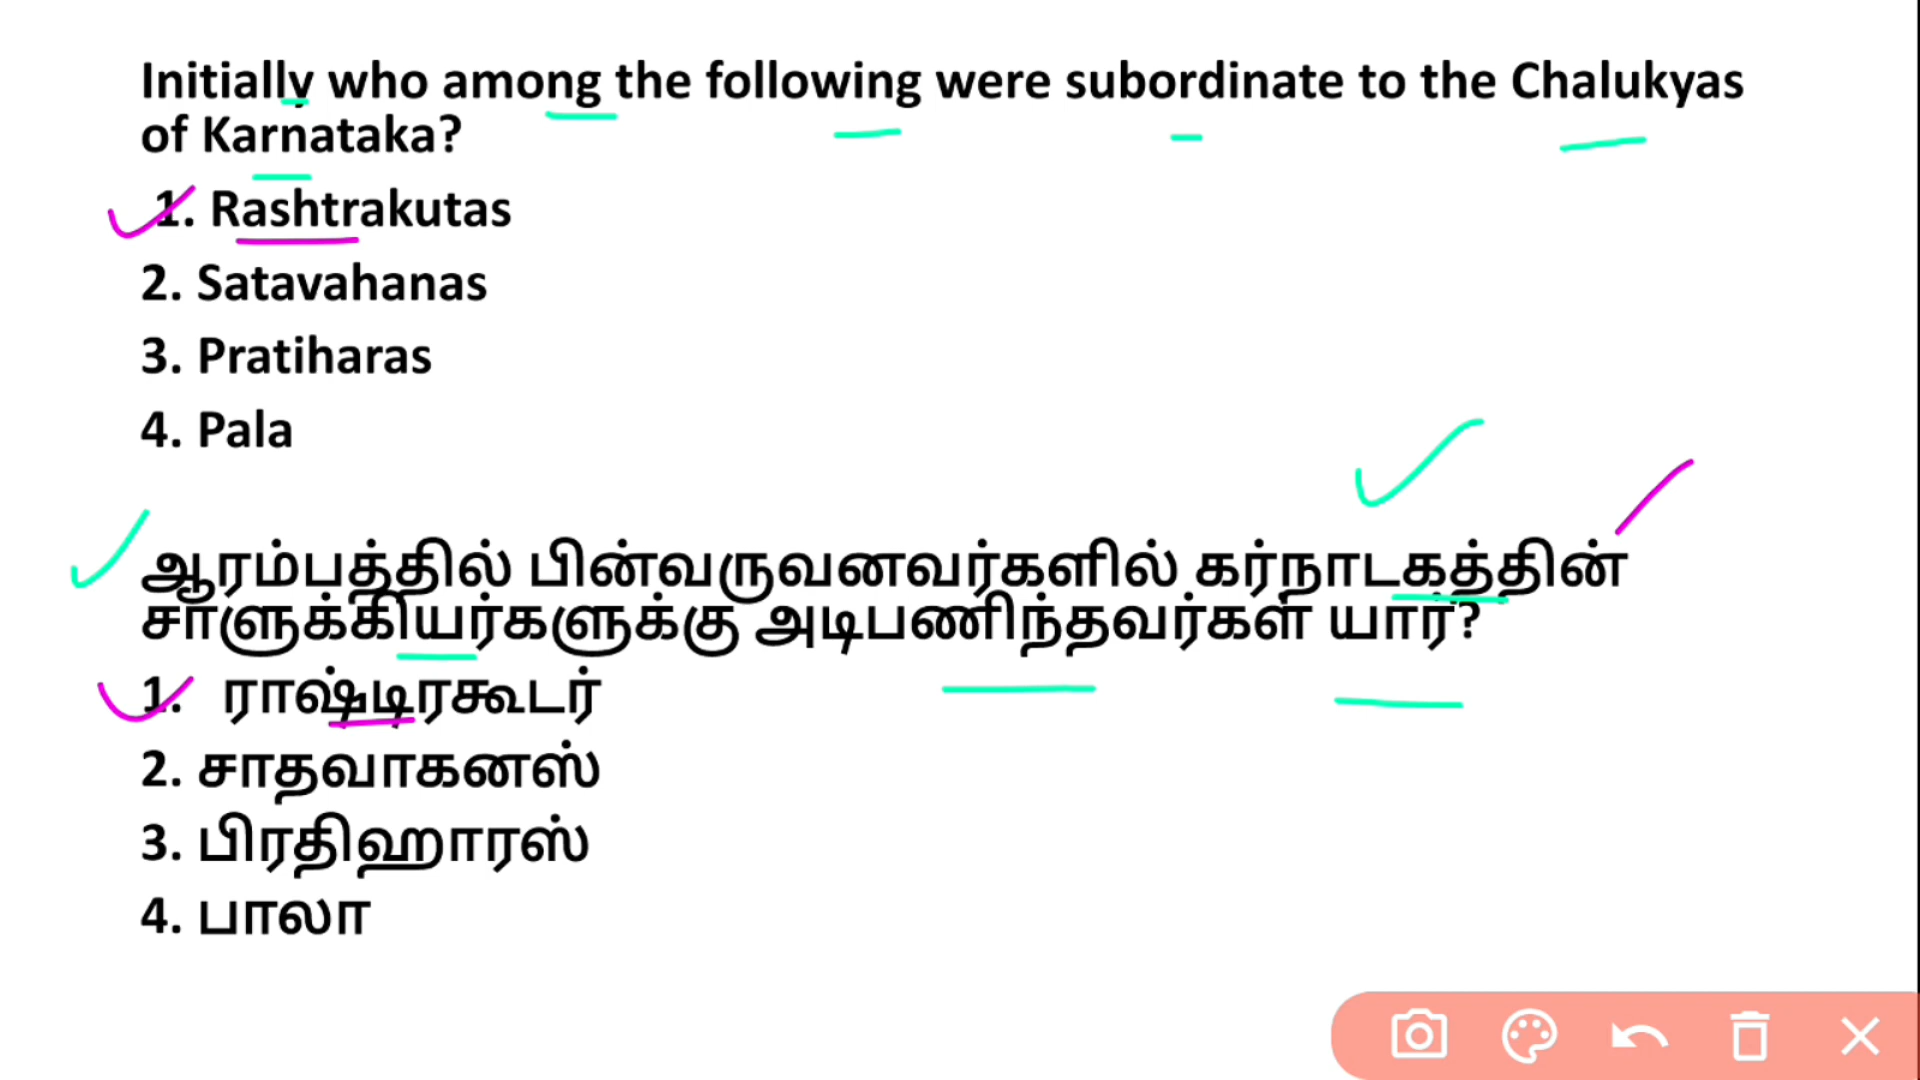 Initially who among the following were subordinate to the Chalukyas
of Karnataka?
1. Rashtrakutas
2. Satavahanas
3. Pratiharas
4. Pala
ஆரம்பத்தில் பின்வருவனவர்களில் கர்நாடகத்தின்
சாளுக்கியர்களுக்கு அடிபணிந்தவர்கள் யார்?
1. ராஷ்டிரகூடர்
2. சாதவாகனஸ்
3. பிரதிஹாரஸ்
4. பாலா